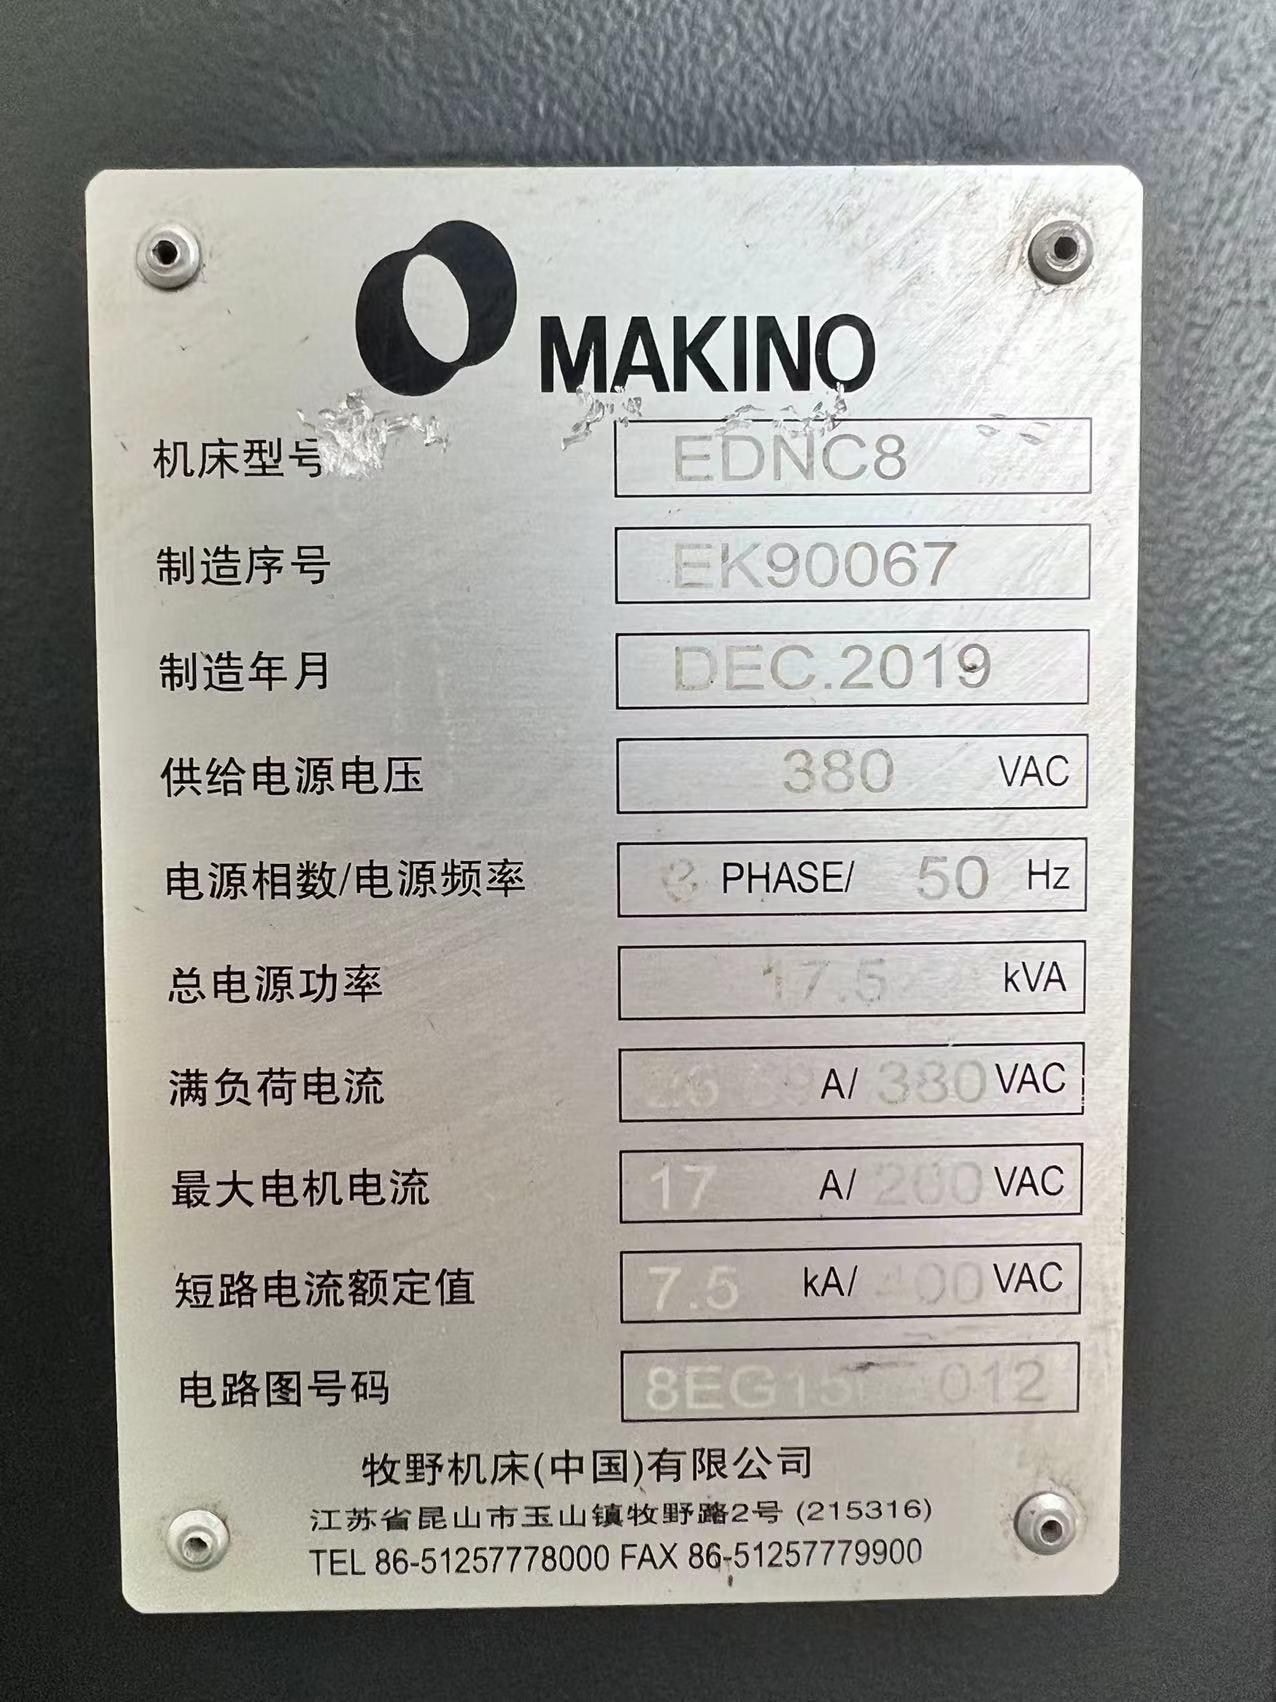 MAKINO
机床型号 EDNC8
制造序号 EK90067
制造年月 DEC.2019
供给电源电压 380 VAC
电源相数/电源频率 3 PHASE/ 50 Hz
总电源功率 17.5 kVA
满负荷电流 26 A/ 380 VAC
最大电机电流 17 A/ 200 VAC
短路电流额定值 7.5 kA/ VAC
电路图号码
牧野机床(中国)有限公司
江苏省昆山市玉山镇牧野路2号 (215316)
TEL 86-51257778000 FAX 86-51257779900